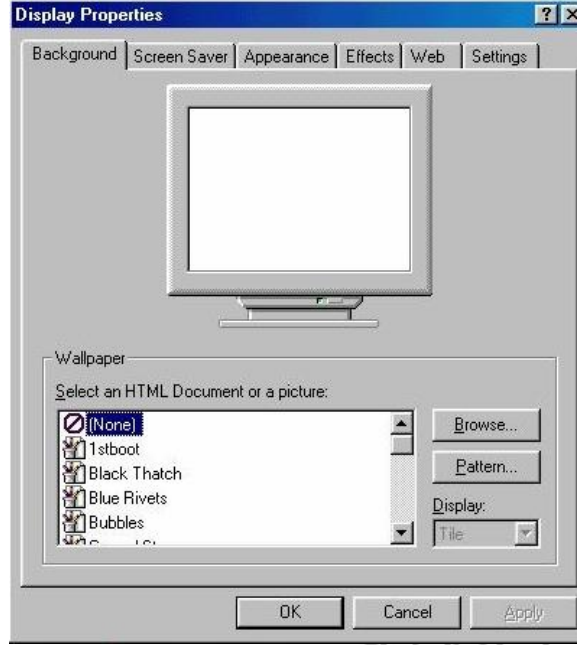 Display Properties
Background Screen Saver Appearance Effects Web Settings
Wallpaper
Select an HTML Document or a picture:
(None)
1stboot
Black Thatch
Blue Rivets
Bubbles
Browse...
Pattern...
Display:
Tile
OK Cancel Apply